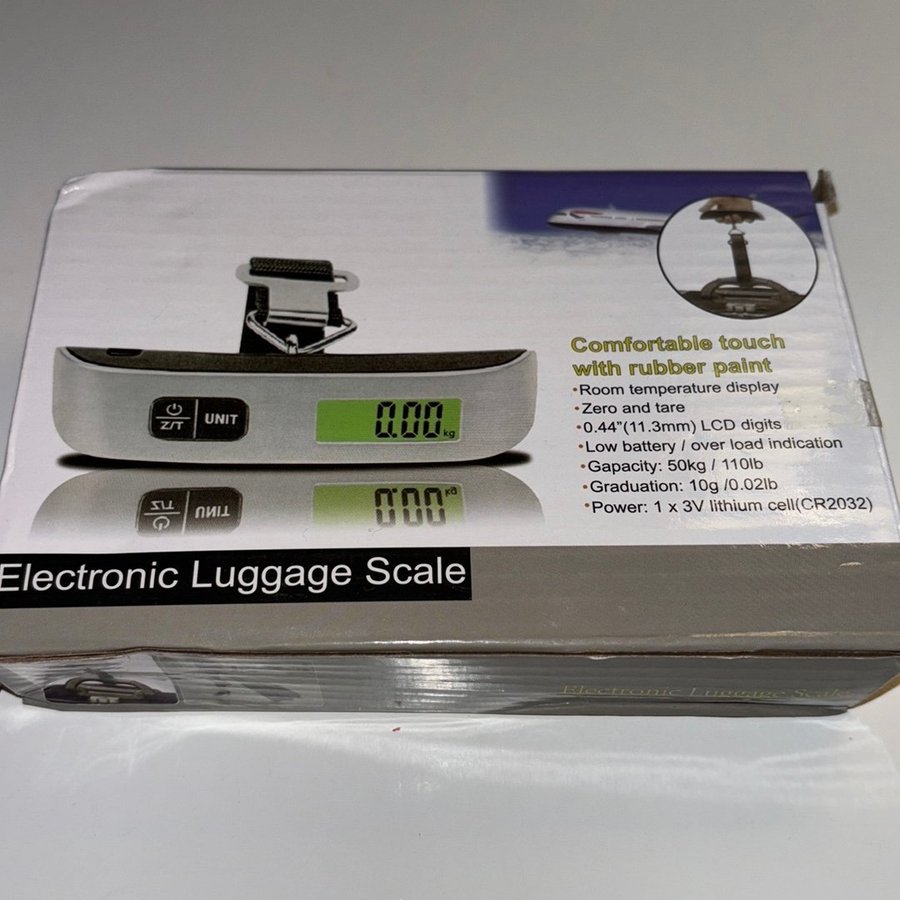 Comfortable touch
with rubber paint
•Room temperature display
•Zero and tare
•0.44"(11.3mm) LCD digits
•Low battery / over load indication
•Capacity: 50kg / 110lb
•Graduation: 10g /0.02lb
•Power: 1 x 3V lithium cell(CR2032)
Z/T UNIT
0.00 kg
Electronic Luggage Scale
Electronic Luggage Scale